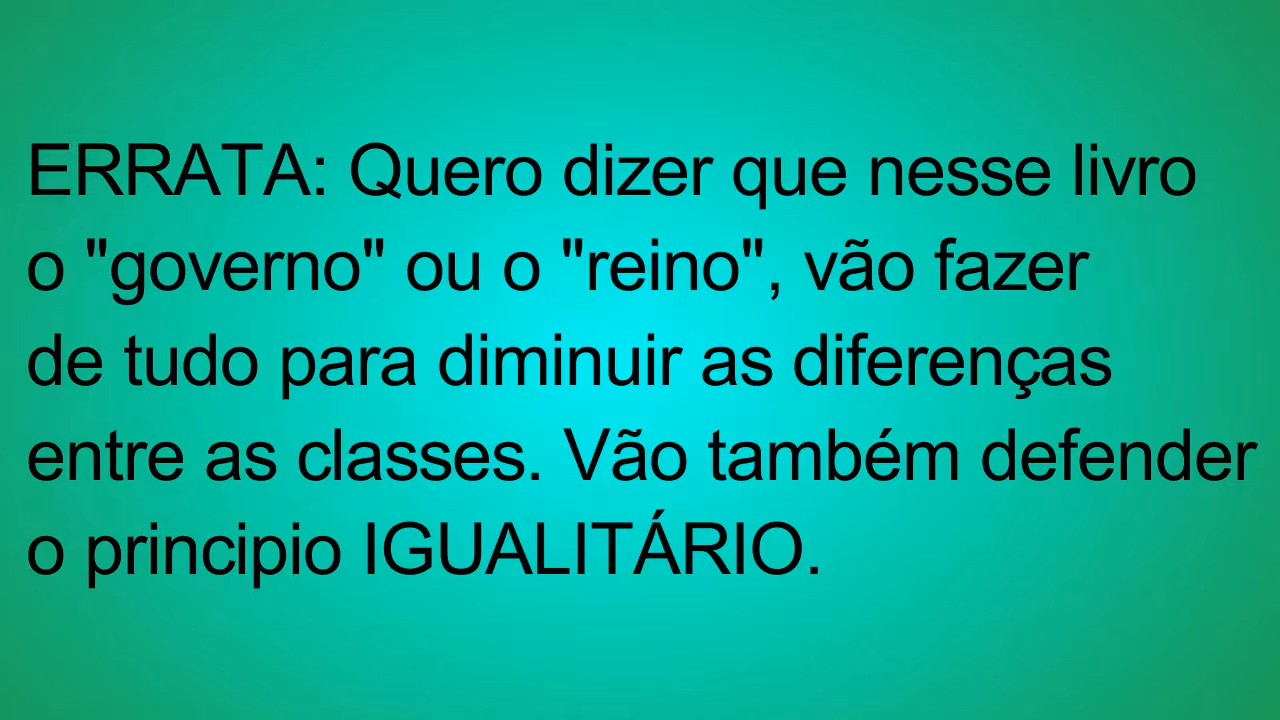 ERRATA: Quero dizer que nesse livro
o "governo" ou o "reino", vão fazer
de tudo para diminuir as diferenças
entre as classes. Vão também defender
o principio IGUALITÁRIO.